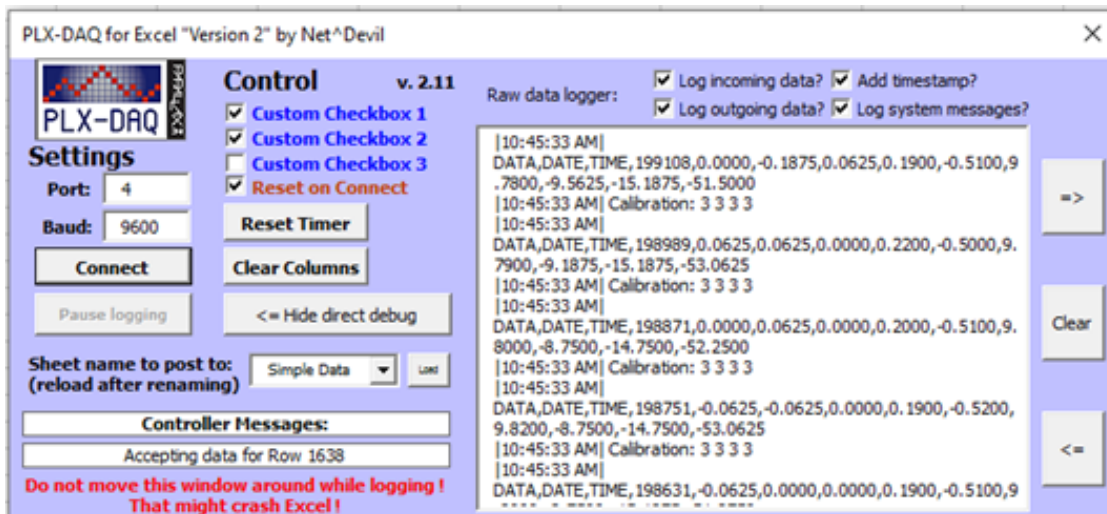 PLX-DAQ for Excel "Version 2" by Net^Devil
PLX-DAQ
PARALLAX
Control
v. 2.11
Custom Checkbox 1
Custom Checkbox 2
Custom Checkbox 3
Reset on Connect
Settings
Port: 4
Baud: 9600
Reset Timer
Connect
Clear Columns
Pause logging
<= Hide direct debug
Sheet name to post to:
(reload after renaming)
Simple Data
Load
Controller Messages:
Accepting data for Row 1638
Do not move this window around while logging !
That might crash Excel !
Raw data logger:
Log incoming data? Add timestamp?
Log outgoing data? Log system messages?
|10:45:33 AM|
DATA,DATE,TIME,199108,0.0000,-0.1875,0.0625,0.1900,-0.5100,9
.7800,-9.5625,-15.1875,-51.5000
|10:45:33 AM| Calibration: 3 3 3 3
|10:45:33 AM|
DATA,DATE,TIME,198989,0.0625,0.0625,0.0000,0.2200,-0.5000,9.
7900,-9.1875,-15.1875,-53.0625
|10:45:33 AM| Calibration: 3 3 3 3
|10:45:33 AM|
DATA,DATE,TIME,198871,0.0000,0.0625,0.0000,0.2000,-0.5100,9.
8000,-8.7500,-14.7500,-52.2500
|10:45:33 AM| Calibration: 3 3 3 3
|10:45:33 AM|
DATA,DATE,TIME,198751,-0.0625,-0.0625,0.0000,0.1900,-0.5200,
9.8200,-8.7500,-14.7500,-53.0625
|10:45:33 AM| Calibration: 3 3 3 3
|10:45:33 AM|
DATA,DATE,TIME,198631,-0.0625,0.0000,0.0000,0.1900,-0.5100,9
=>
Clear
<=